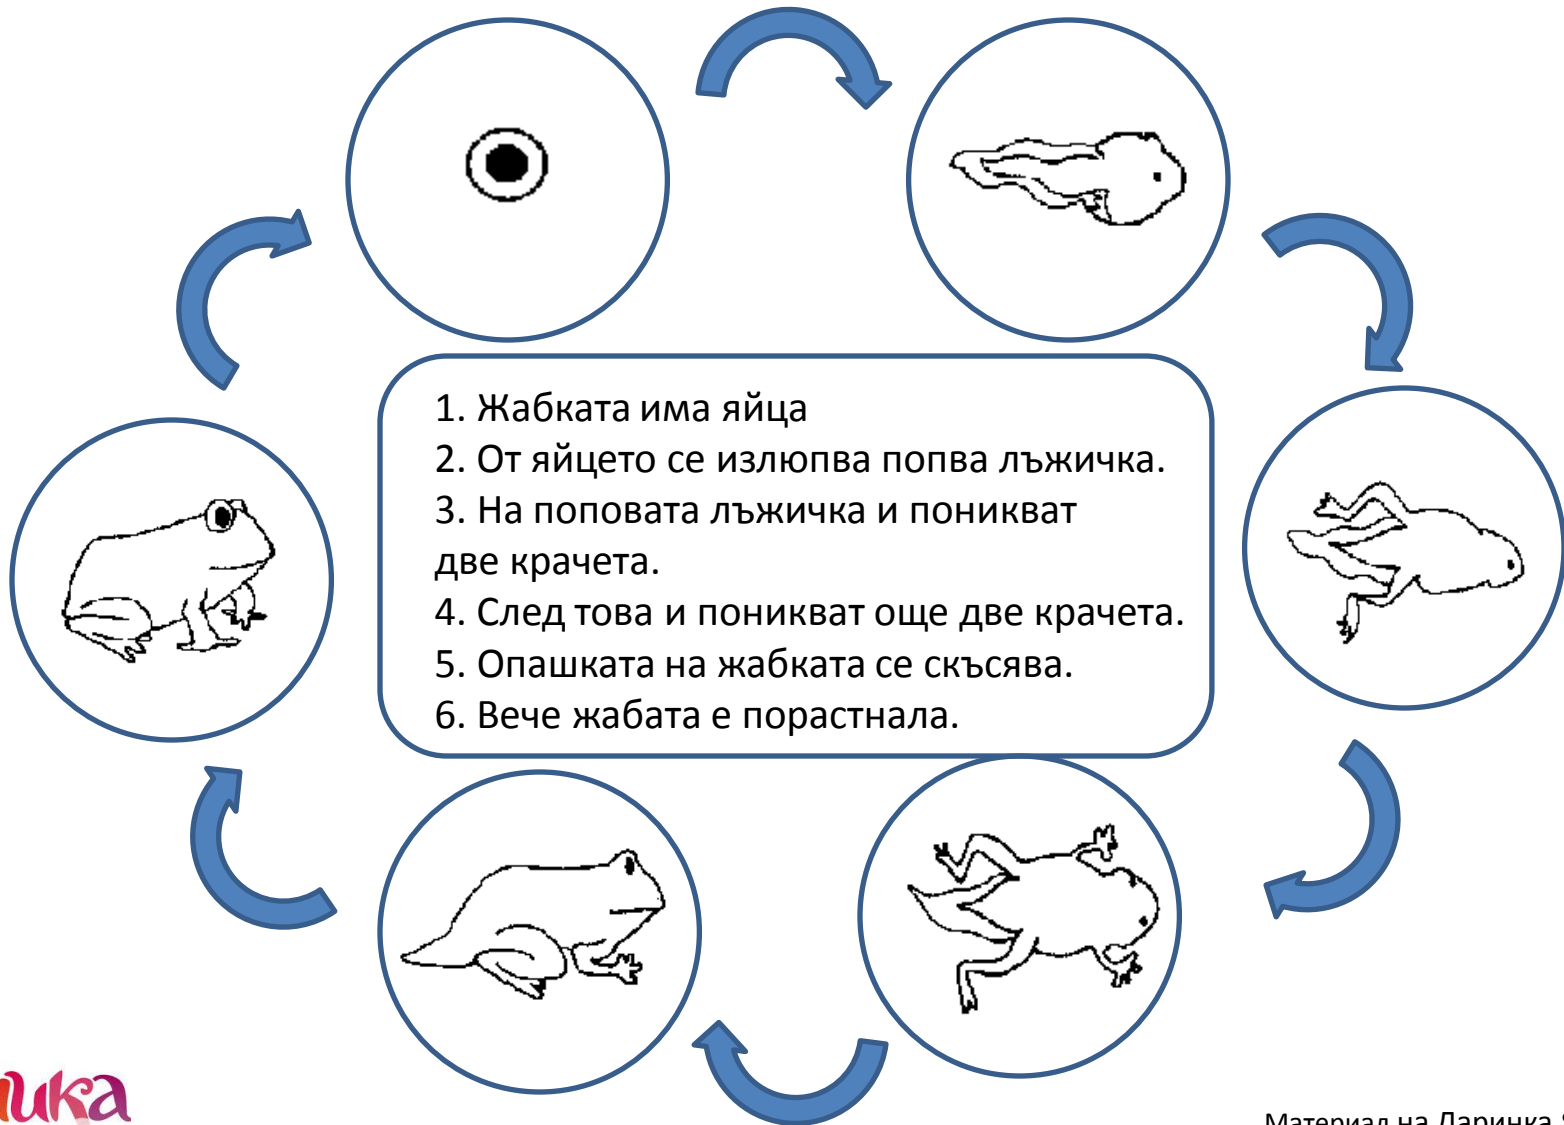 1. Жабката има яйца
2. От яйцето се излюпва попва лъжичка.
3. На поповата лъжичка и поникват
две крачета.
4. След това и поникват още две крачета.
5. Опашката на жабката се скъсява.
6. Вече жабата е порастнала.
Материал на Даринка